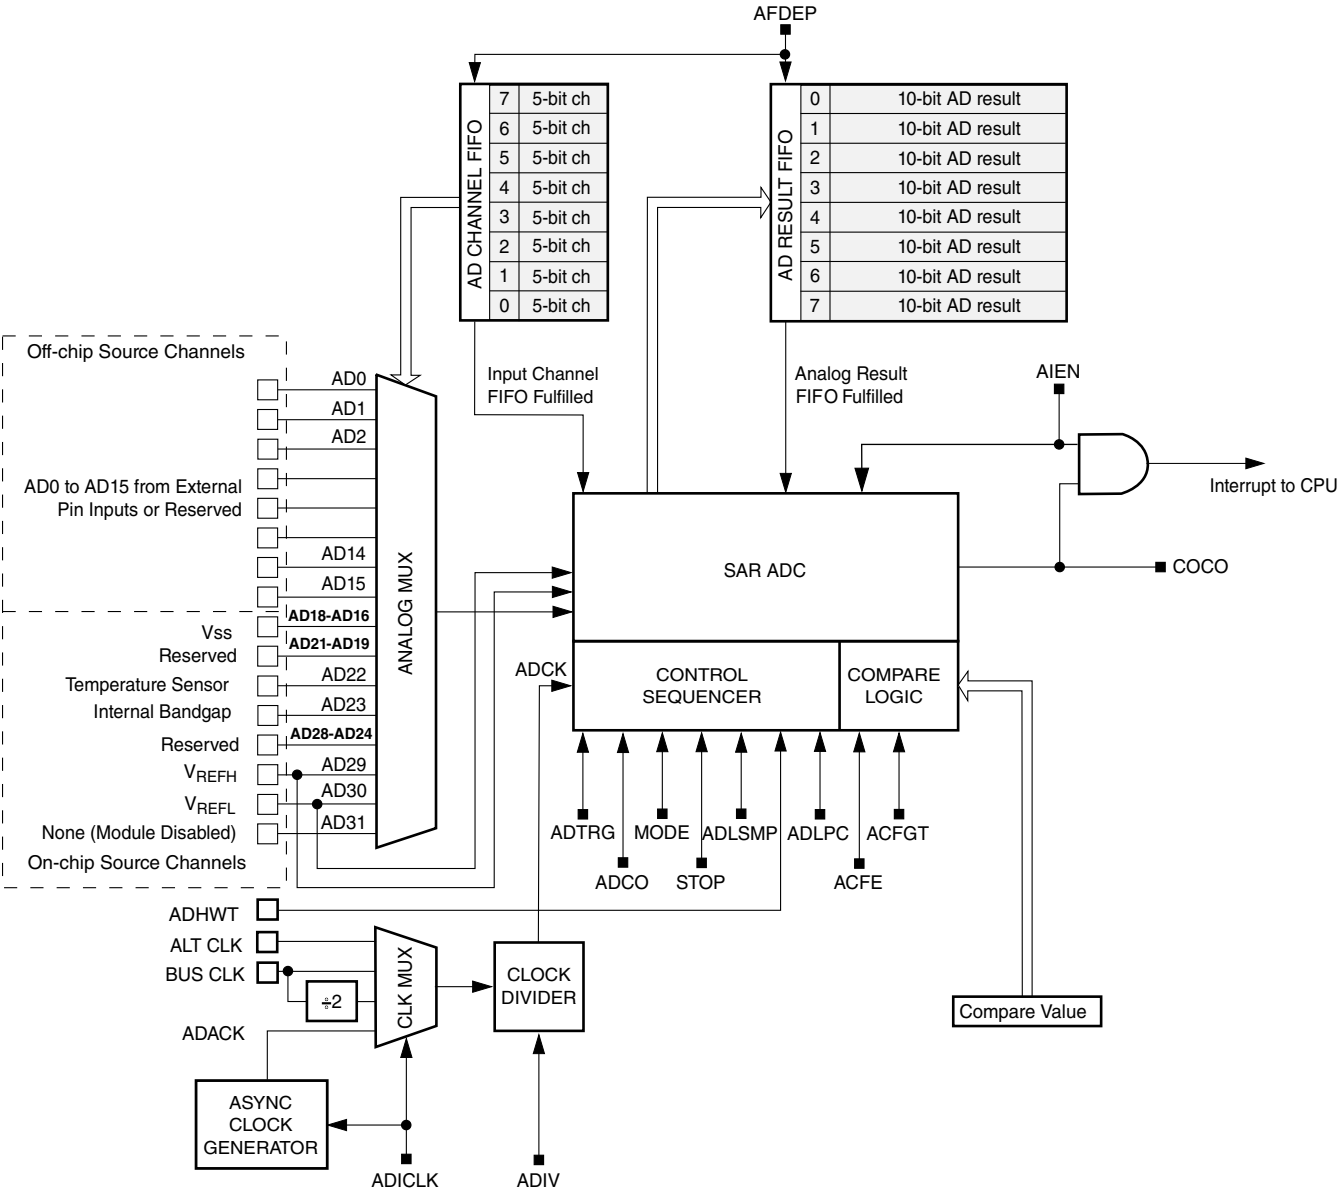 AFDEP
AD CHANNEL FIFO
7 5-bit ch
6 5-bit ch
5 5-bit ch
4 5-bit ch
3 5-bit ch
2 5-bit ch
1 5-bit ch
0 5-bit ch
AD RESULT FIFO
0 10-bit AD result
1 10-bit AD result
2 10-bit AD result
3 10-bit AD result
4 10-bit AD result
5 10-bit AD result
6 10-bit AD result
7 10-bit AD result
Input Channel
FIFO Fulfilled
Analog Result
FIFO Fulfilled
AIEN
Interrupt to CPU
COCO
Off-chip Source Channels
AD0
AD1
AD2
AD0 to AD15 from External
Pin Inputs or Reserved
AD14
AD15
Vss
AD18-AD16
Reserved
AD21-AD19
Temperature Sensor
AD22
Internal Bandgap
AD23
Reserved
AD28-AD24
VREFH
AD29
VREFL
AD30
None (Module Disabled)
AD31
On-chip Source Channels
ANALOG MUX
SAR ADC
ADCK
CONTROL
SEQUENCER
COMPARE
LOGIC
ADTRG
MODE
ADLSMP
ADLPC
ACFGT
ADCO
STOP
ACFE
ADHWT
ALT CLK
BUS CLK
÷2
ADACK
CLK MUX
CLOCK
DIVIDER
Compare Value
ASYNC
CLOCK
GENERATOR
ADICLK
ADIV